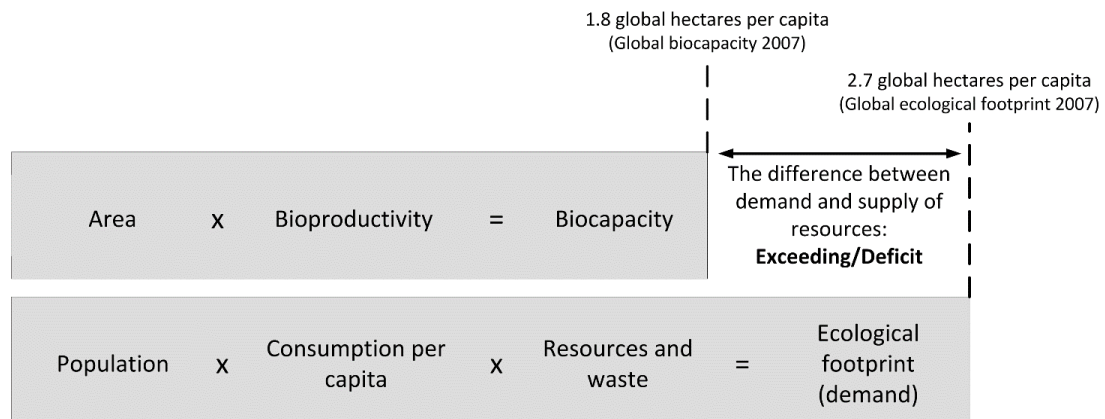 1.8 global hectares per capita
(Global biocapacity 2007)
2.7 global hectares per capita
(Global ecological footprint 2007)
Area x Bioproductivity = Biocapacity
The difference between
demand and supply of
resources:
Exceeding/Deficit
Population x Consumption per
capita x Resources and
waste = Ecological
footprint
(demand)